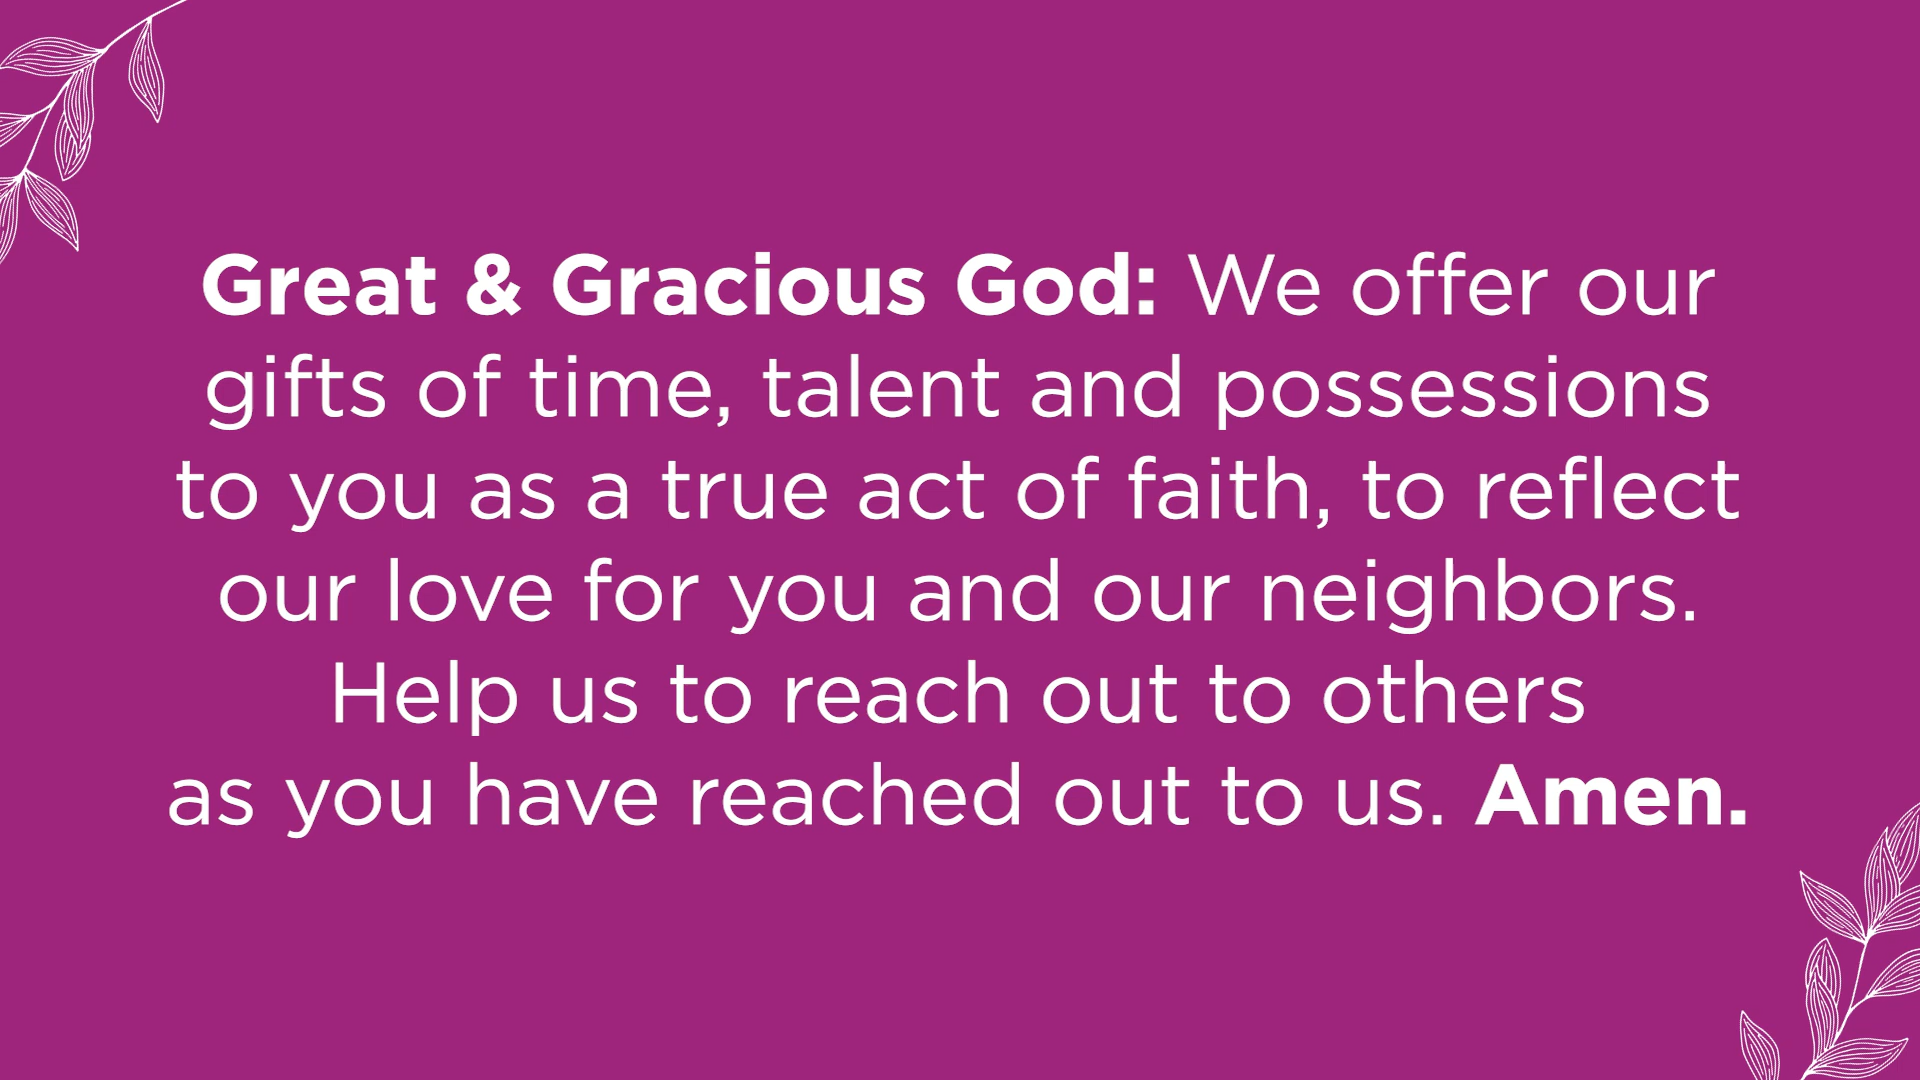 Great & Gracious God: We offer our
gifts of time, talent and possessions
to you as a true act of faith, to reflect
our love for you and our neighbors.
Help us to reach out to others
as you have reached out to us. Amen.